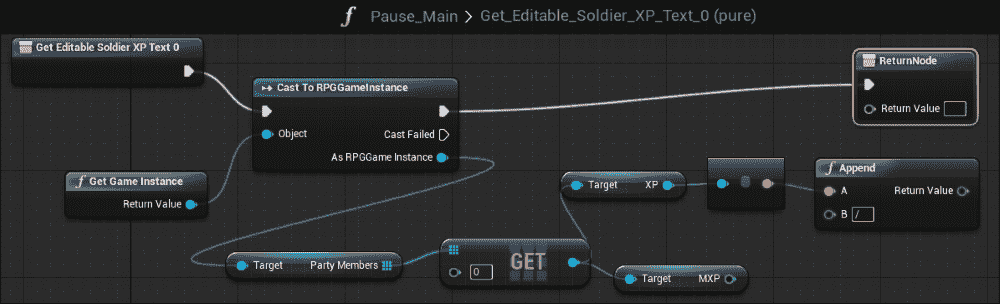 f Pause_Main > Get_Editable_Soldier_XP_Text_0 (pure)
Get Editable Soldier XP Text 0
ReturnNode
Return Value
Cast To RPGGameInstance
Object
Cast Failed
As RPGGame Instance
f Get Game Instance
Return Value
Target XP
f Append
A Return Value
B /
Target Party Members
0 GET
Target MXP